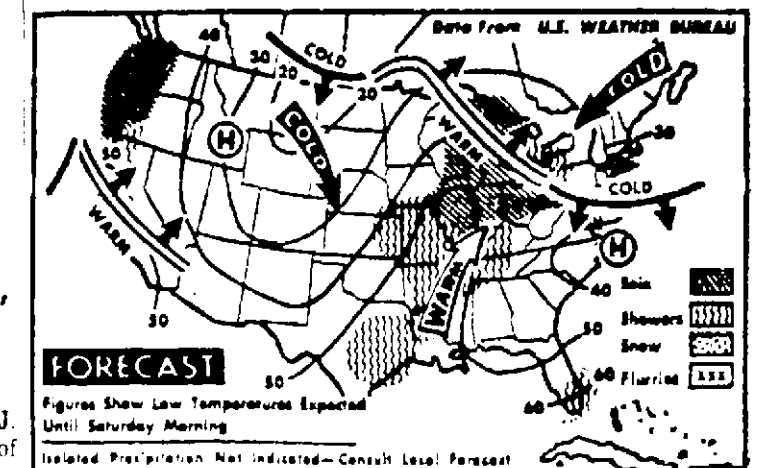 Data From U.S. WEATHER BUREAU
40
COLD
COLD
30
20
20
H
COLD
WARM
30
50
COLD
WARM
H
WARM
40
Rain
50
50
Showers
Snow
FORECAST
50
60
Flurries
60
Figures Show Low Temperatures Expected
Until Saturday Morning
J.
Isolated Precipitation Not Indicated—Consult Local Forecast
of